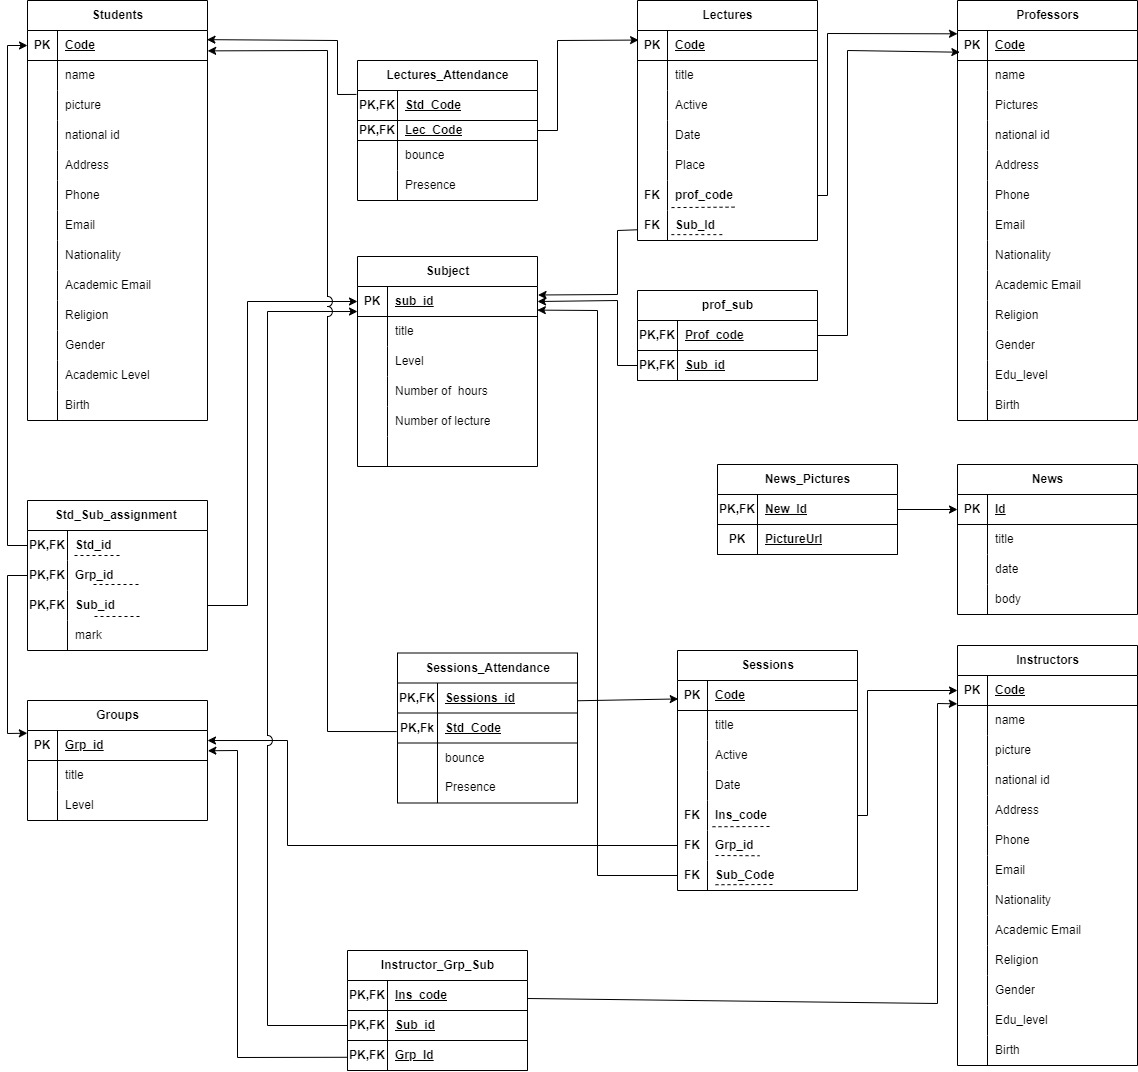 Students
PK Code
name
picture
national id
Address
Phone
Email
Nationality
Academic Email
Religion
Gender
Academic Level
Birth
Lectures_Attendance
PK,FK Std_Code
PK,FK Lec_Code
bounce
Presence
Lectures
PK Code
title
Active
Date
Place
FK prof_code
FK Sub_Id
Professors
PK Code
name
Pictures
national id
Address
Phone
Email
Nationality
Academic Email
Religion
Gender
Edu_level
Birth
Subject
PK sub_id
title
Level
Number of hours
Number of lecture
prof_sub
PK,FK Prof_code
PK,FK Sub_id
News_Pictures
PK,FK New_Id
PK PictureUrl
News
PK Id
title
date
body
Std_Sub_assignment
PK,FK Std_id
PK,FK Grp_id
PK,FK Sub_id
mark
Groups
PK Grp_id
title
Level
Sessions_Attendance
PK,FK Sessions_id
PK,Fk Std_Code
bounce
Presence
Sessions
PK Code
title
Active
Date
FK Ins_code
FK Grp_id
FK Sub_Code
Instructors
PK Code
name
picture
national id
Address
Phone
Email
Nationality
Academic Email
Religion
Gender
Edu_level
Birth
Instructor_Grp_Sub
PK,FK Ins_code
PK,FK Sub_id
PK,FK Grp_Id